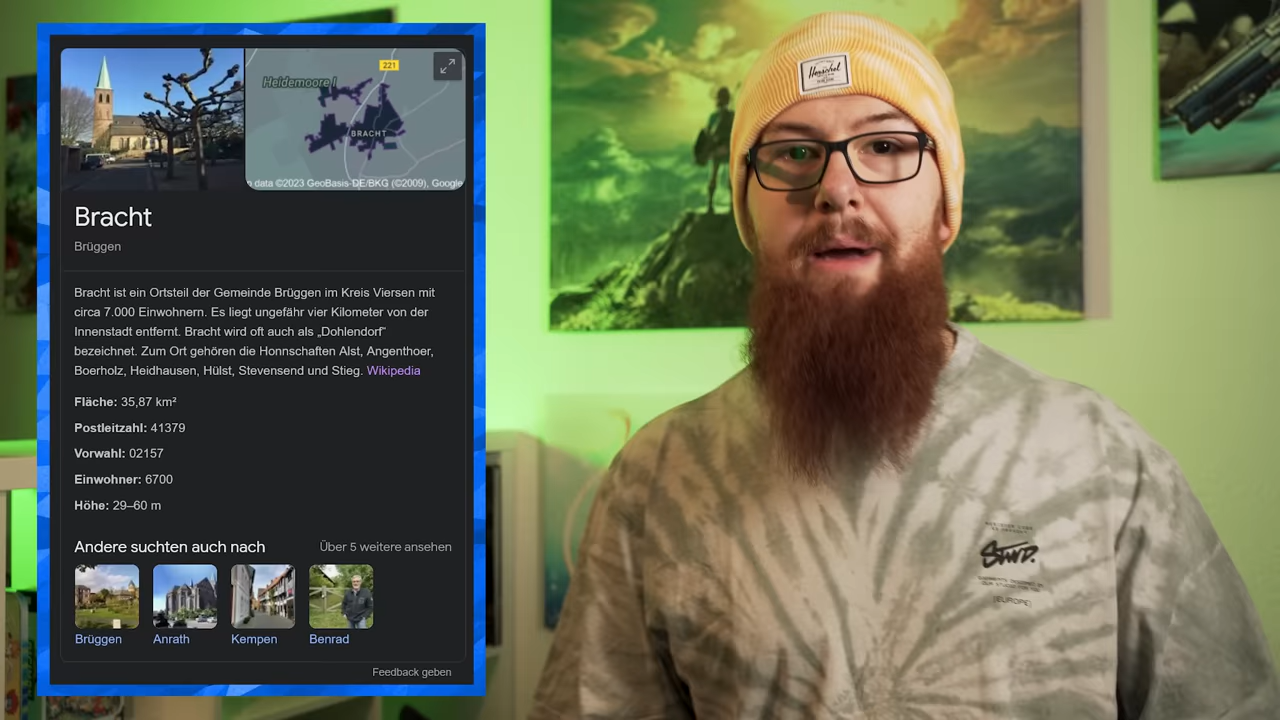 221
Heidemoore I
BRACHT
data ©2023 GeoBasis-DE/BKG (©2009), Google
Bracht
Brüggen
Bracht ist ein Ortsteil der Gemeinde Brüggen im Kreis Viersen mit
circa 7.000 Einwohnern. Es liegt ungefähr vier Kilometer von der
Innenstadt entfernt. Bracht wird oft auch als „Dohlendorf“
bezeichnet. Zum Ort gehören die Honnschaften Alst, Angenthoer,
Boerholz, Heidhausen, Hülst, Stevensend und Stieg. Wikipedia
Fläche: 35,87 km²
Postleitzahl: 41379
Vorwahl: 02157
Einwohner: 6700
Höhe: 29–60 m
Andere suchten auch nach
Über 5 weitere ansehen
Brüggen
Anrath
Kempen
Benrad
Feedback geben
Herschel
STWD.
[EUROPE]